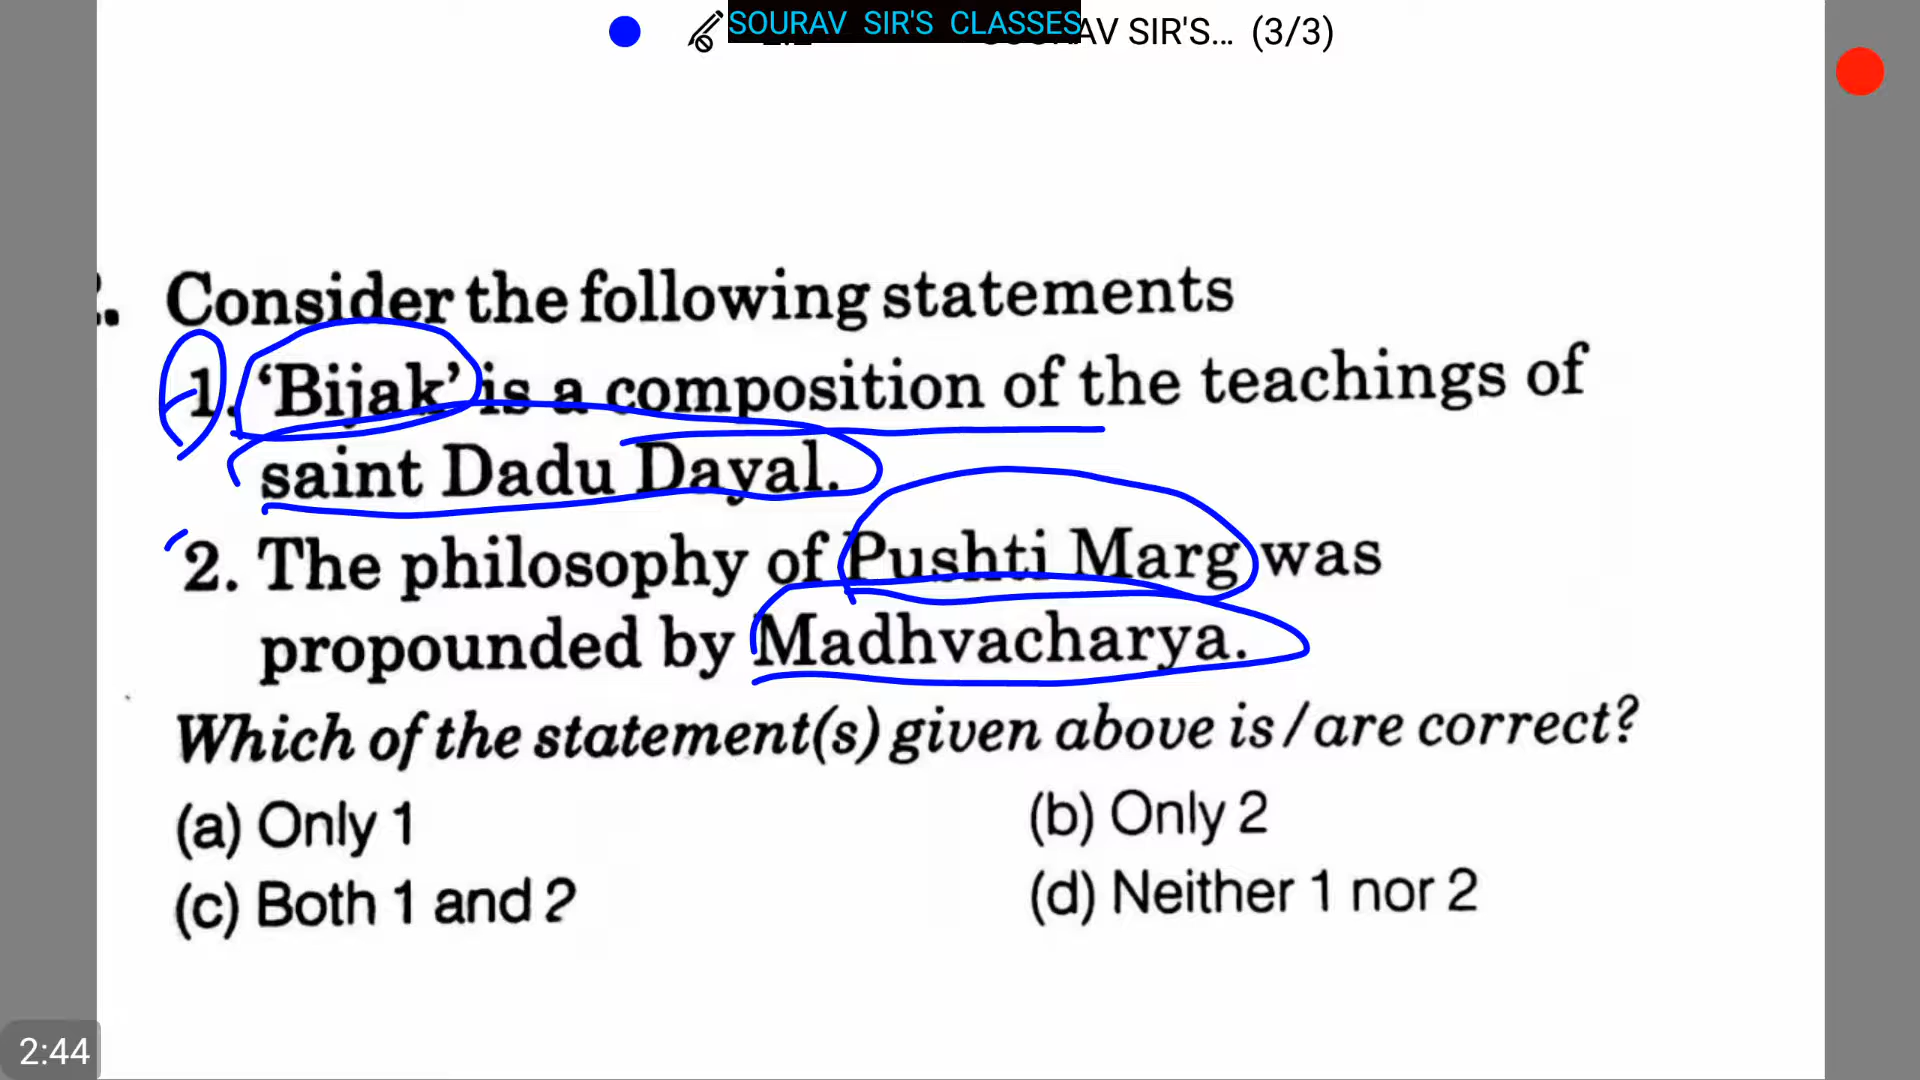 SOURAV SIR'S CLASSES AV SIR'S... (3/3)
Consider the following statements
1. ‘Bijak’ is a composition of the teachings of
saint Dadu Dayal.
2. The philosophy of Pushti Marg was
propounded by Madhvacharya.
Which of the statement(s) given above is/are correct?
(a) Only 1 (b) Only 2
(c) Both 1 and 2 (d) Neither 1 nor 2
2:44